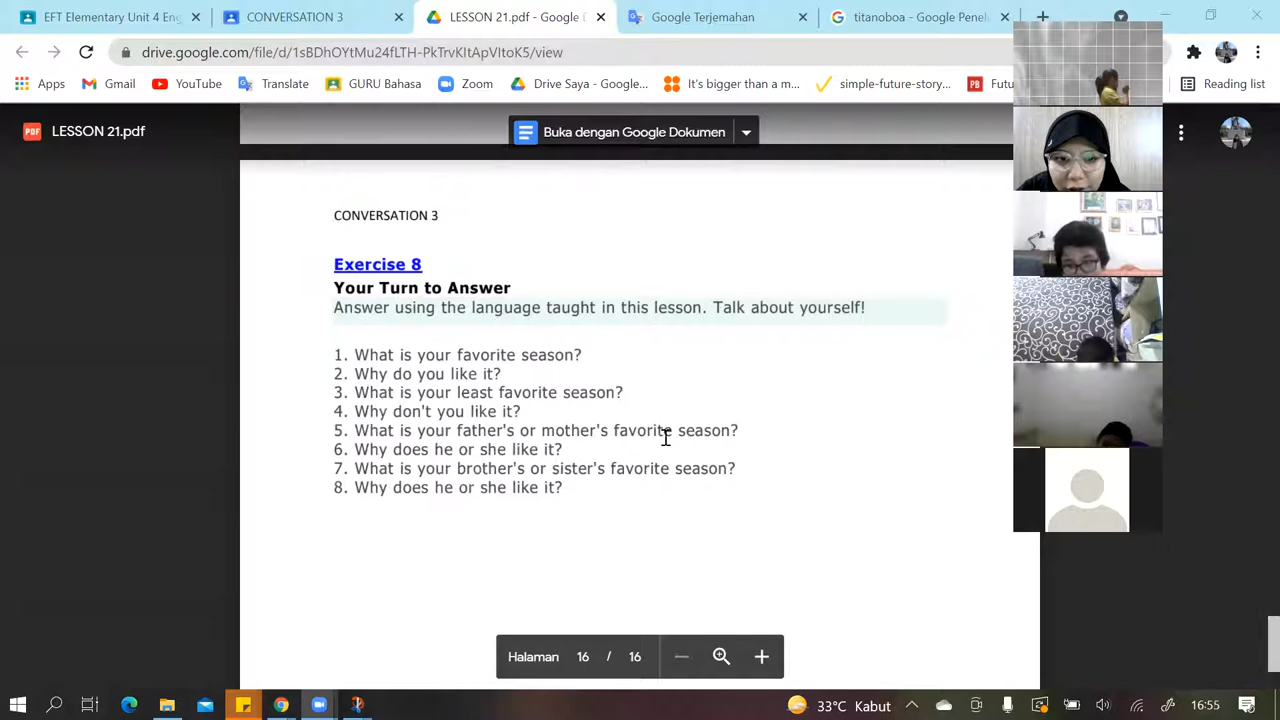 EFT Elementary Unit 4 Eng
CONVERSATION 3
LESSON 21.pdf - Google Drive
Google Terjemahan
titanoboa - Google Penel
drive.google.com/file/d/1sBDhOYtMu24fLTH-PkTrvKItApVItoK5/view
Apps
Gmail
YouTube
Translate
GURU Bahasa
Zoom
Drive Saya - Google...
It's bigger than a m...
simple-future-story...
Futu
Reading list
PDF LESSON 21.pdf
Buka dengan Google Dokumen
CONVERSATION 3
Exercise 8
Your Turn to Answer
Answer using the language taught in this lesson. Talk about yourself!
1. What is your favorite season?
2. Why do you like it?
3. What is your least favorite season?
4. Why don't you like it?
5. What is your father's or mother's favorite season?
6. Why does he or she like it?
7. What is your brother's or sister's favorite season?
8. Why does he or she like it?
Halaman 16 / 16
33°C Kabut
16:55